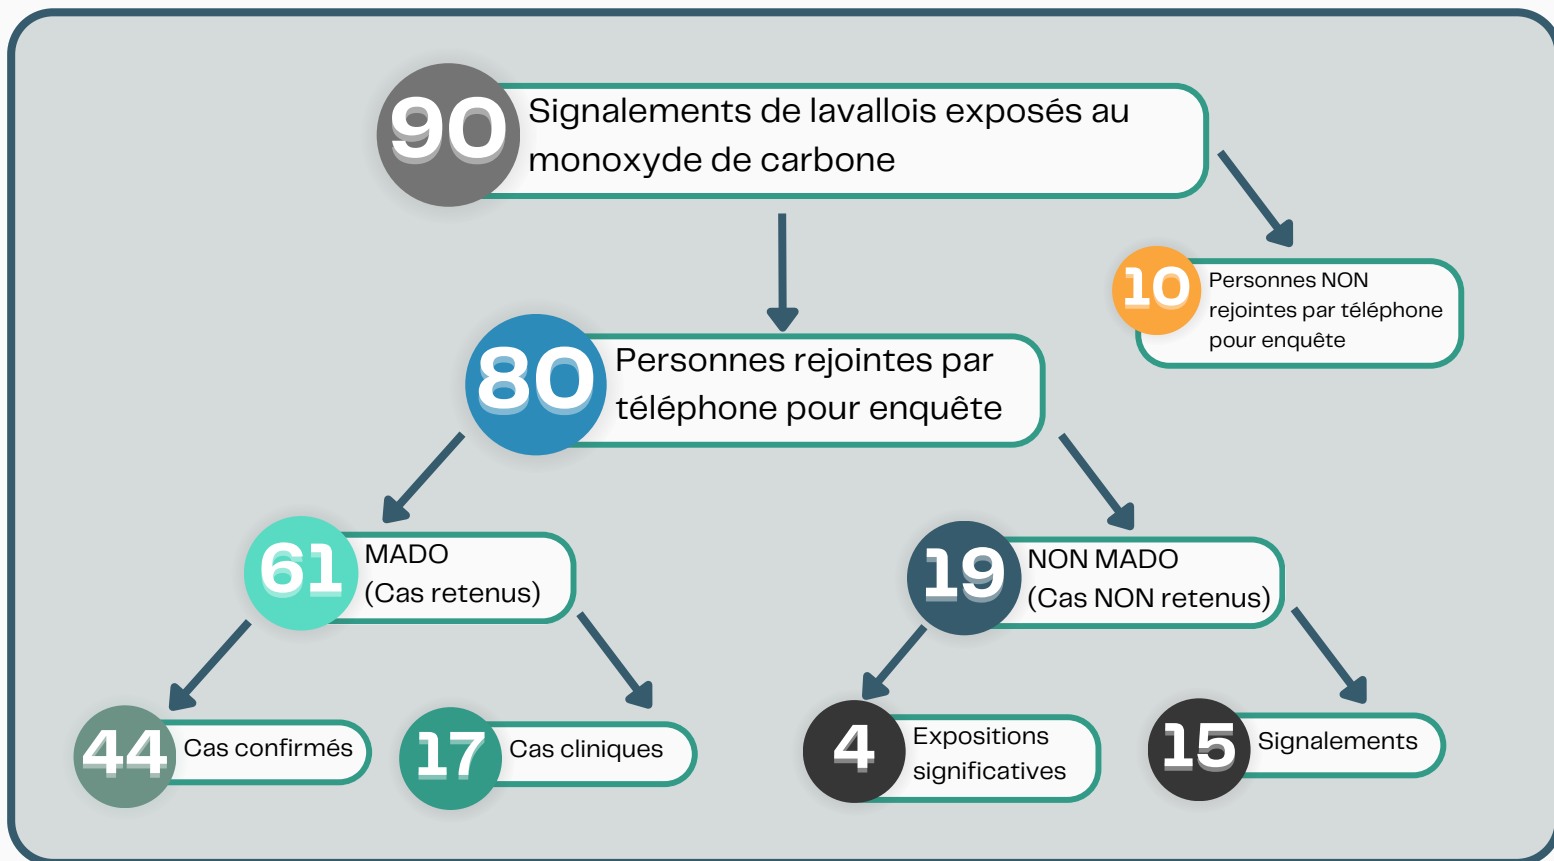 90
Signalements de lavallois exposés au
monoxyde de carbone
10
Personnes NON
rejointes par téléphone
pour enquête
80
Personnes rejointes par
téléphone pour enquête
61
MADO
(Cas retenus)
19
NON MADO
(Cas NON retenus)
44
Cas confirmés
17
Cas cliniques
4
Expositions
significatives
15
Signalements